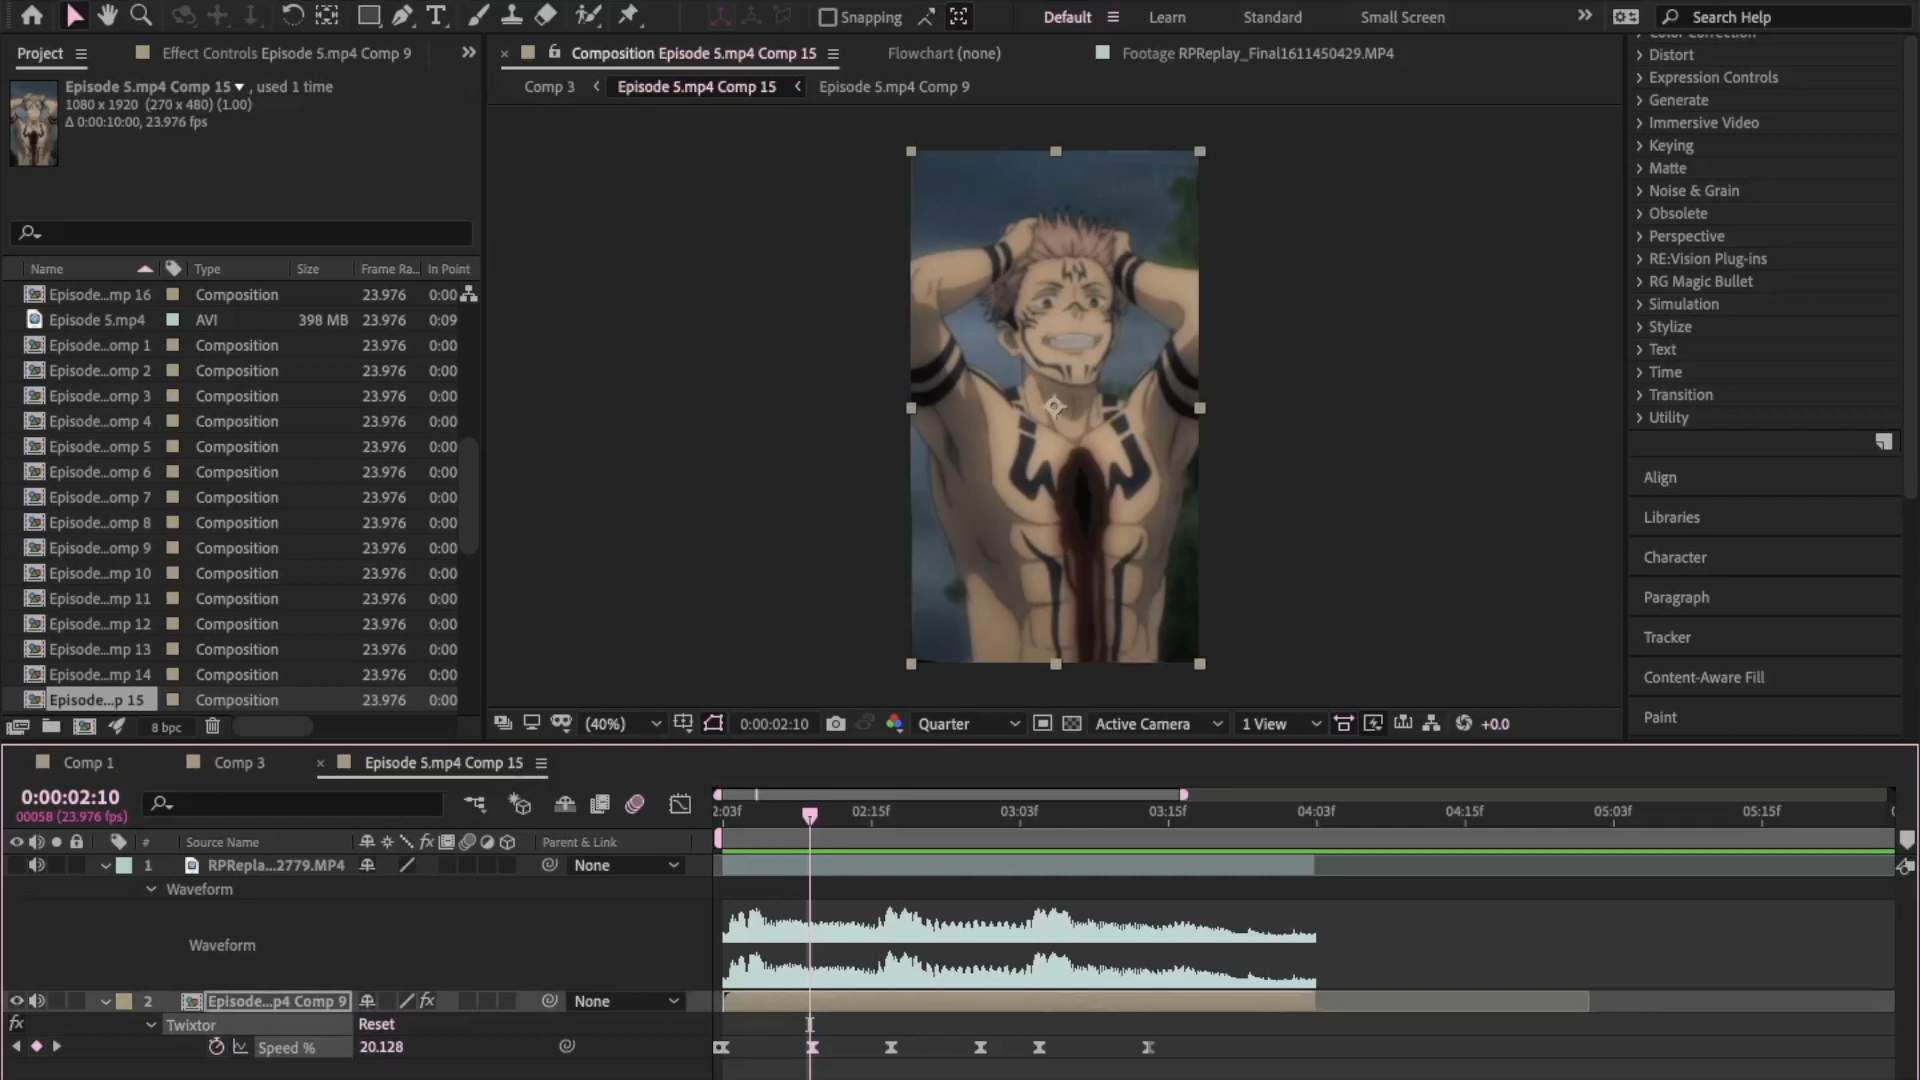 Snapping
Default
Learn
Standard
Small Screen
Search Help
Project
Effect Controls Episode 5.mp4 Comp 9
Composition Episode 5.mp4 Comp 15
Flowchart (none)
Footage RPReplay_Final1611450429.MP4
Comp 3
Episode 5.mp4 Comp 15
Episode 5.mp4 Comp 9
Episode 5.mp4 Comp 15 , used 1 time
1080 x 1920 (270 x 480) (1.00)
Δ 0:00:10:00, 23.976 fps
Name Type Size Frame Ra... In Point
Episode...mp 16 Composition 23.976 0:00
Episode 5.mp4 AVI 398 MB 23.976 0:09
Episode...omp 1 Composition 23.976 0:00
Episode...omp 2 Composition 23.976 0:00
Episode...omp 3 Composition 23.976 0:00
Episode...omp 4 Composition 23.976 0:00
Episode...omp 5 Composition 23.976 0:00
Episode...omp 6 Composition 23.976 0:00
Episode...omp 7 Composition 23.976 0:00
Episode...omp 8 Composition 23.976 0:00
Episode...omp 9 Composition 23.976 0:00
Episode...mp 10 Composition 23.976 0:00
Episode...mp 11 Composition 23.976 0:00
Episode...mp 12 Composition 23.976 0:00
Episode...mp 13 Composition 23.976 0:00
Episode...mp 14 Composition 23.976 0:00
Episode...p 15 Composition 23.976 0:00
8 bpc
(40%)
0:00:02:10
Quarter
Active Camera
1 View
+0.0
Color Correction
Distort
Expression Controls
Generate
Immersive Video
Keying
Matte
Noise & Grain
Obsolete
Perspective
RE:Vision Plug-ins
RG Magic Bullet
Simulation
Stylize
Text
Time
Transition
Utility
Align
Libraries
Character
Paragraph
Tracker
Content-Aware Fill
Paint
Comp 1
Comp 3
Episode 5.mp4 Comp 15
0:00:02:10
00058 (23.976 fps)
2:03f 02:15f 03:03f 03:15f 04:03f 04:15f 05:03f 05:15f
# Source Name Parent & Link
1 RPRepla...2779.MP4 None
Waveform
Waveform
2 Episode...p4 Comp 9 fx None
fx Twixtor Reset
Speed % 20.128